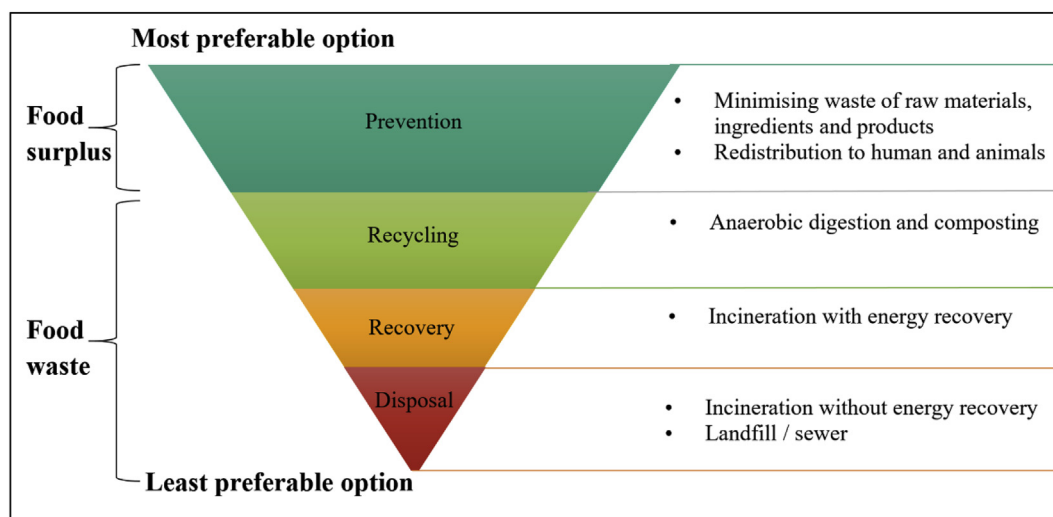 Most preferable option
Food
surplus
Prevention
• Minimising waste of raw materials,
ingredients and products
• Redistribution to human and animals
Food
waste
Recycling
• Anaerobic digestion and composting
Recovery
• Incineration with energy recovery
Disposal
• Incineration without energy recovery
• Landfill / sewer
Least preferable option